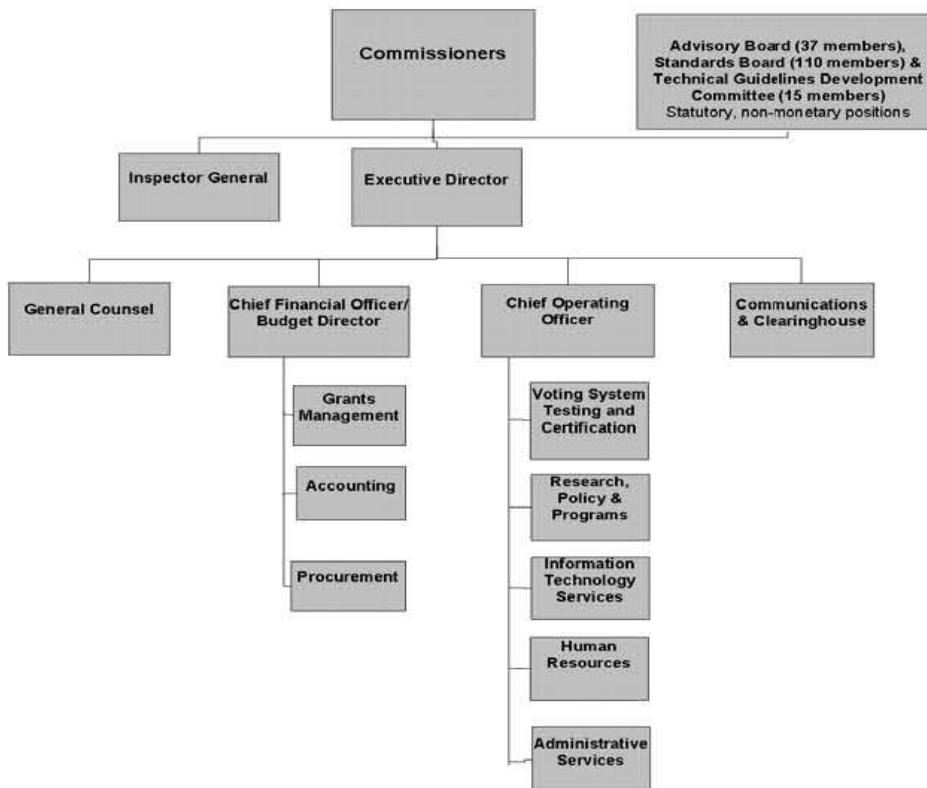 Commissioners
Advisory Board (37 members),
Standards Board (110 members) &
Technical Guidelines Development
Committee (15 members)
Statutory, non-monetary positions
Inspector General
Executive Director
General Counsel
Chief Financial Officer/
Budget Director
Chief Operating
Officer
Communications
& Clearinghouse
Grants
Management
Accounting
Procurement
Voting System
Testing and
Certification
Research,
Policy &
Programs
Information
Technology
Services
Human
Resources
Administrative
Services